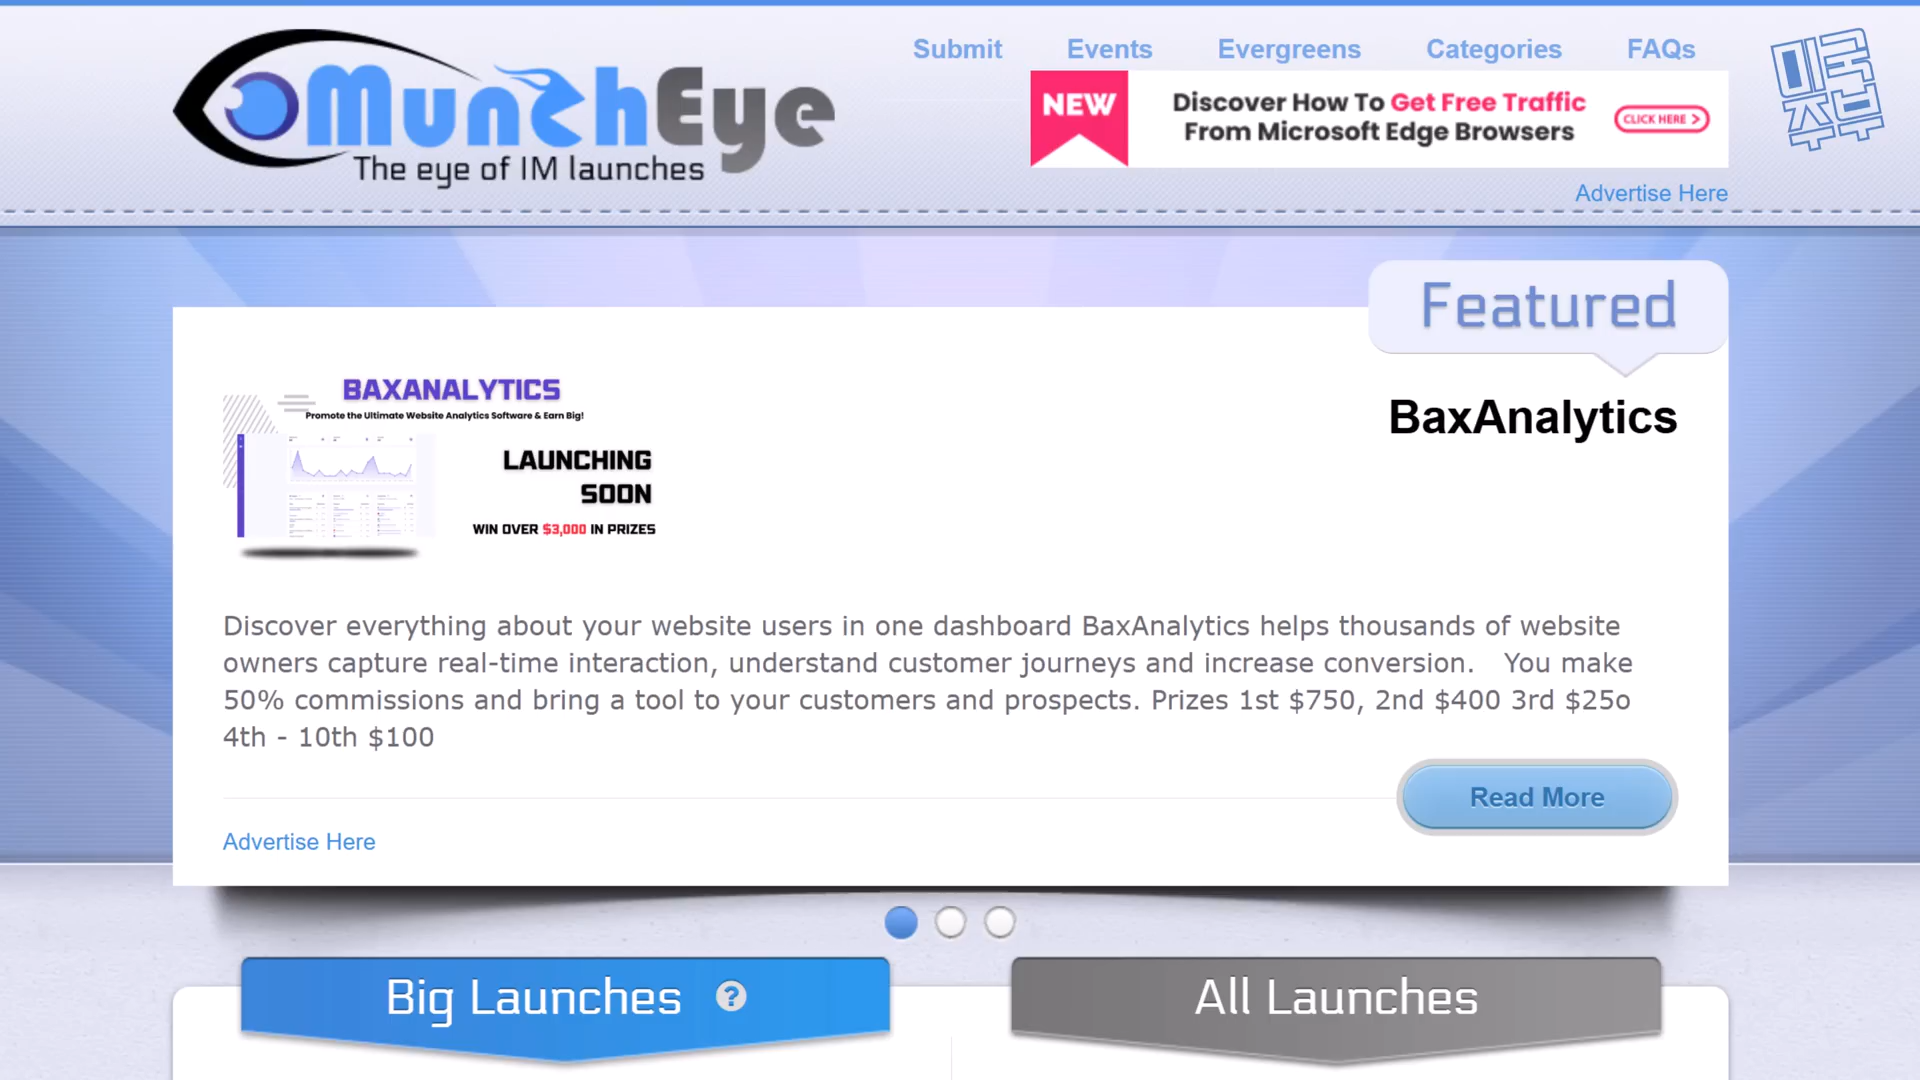 Submit
Events
Evergreens
Categories
FAQs
MunchEye
The eye of IM launches
NEW
Discover How To Get Free Traffic
From Microsoft Edge Browsers
CLICK HERE >
미국
주부
Advertise Here
Featured
BaxAnalytics
BAXANALYTICS
Promote the Ultimate Website Analytics Software & Earn Big!
LAUNCHING
SOON
WIN OVER $3,000 IN PRIZES
Discover everything about your website users in one dashboard BaxAnalytics helps thousands of website
owners capture real-time interaction, understand customer journeys and increase conversion.   You make
50% commissions and bring a tool to your customers and prospects. Prizes 1st $750, 2nd $400 3rd $25o
4th - 10th $100
Read More
Advertise Here
Big Launches ?
All Launches